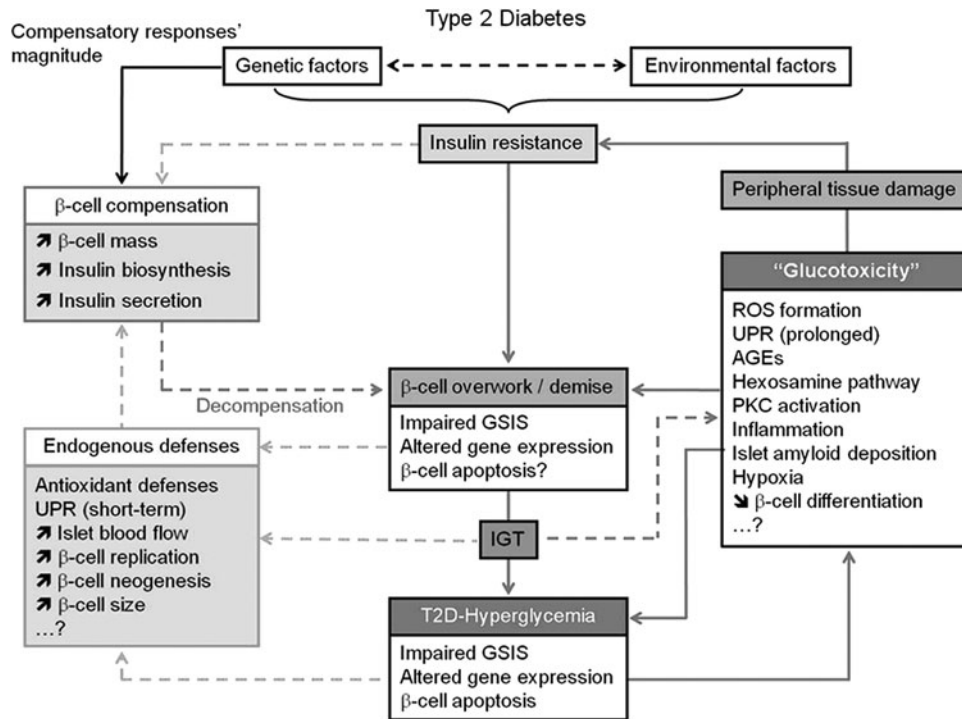 Type 2 Diabetes
Compensatory responses’
magnitude
Genetic factors
Environmental factors
Insulin resistance
Peripheral tissue damage
β-cell compensation
↗ β-cell mass
↗ Insulin biosynthesis
↗ Insulin secretion
“Glucotoxicity”
ROS formation
UPR (prolonged)
AGEs
Hexosamine pathway
PKC activation
Inflammation
Islet amyloid deposition
Hypoxia
↘ β-cell differentiation
...?
Decompensation
β-cell overwork / demise
Impaired GSIS
Altered gene expression
β-cell apoptosis?
Endogenous defenses
Antioxidant defenses
UPR (short-term)
↗ Islet blood flow
↗ β-cell replication
↗ β-cell neogenesis
↗ β-cell size
...?
IGT
T2D-Hyperglycemia
Impaired GSIS
Altered gene expression
β-cell apoptosis